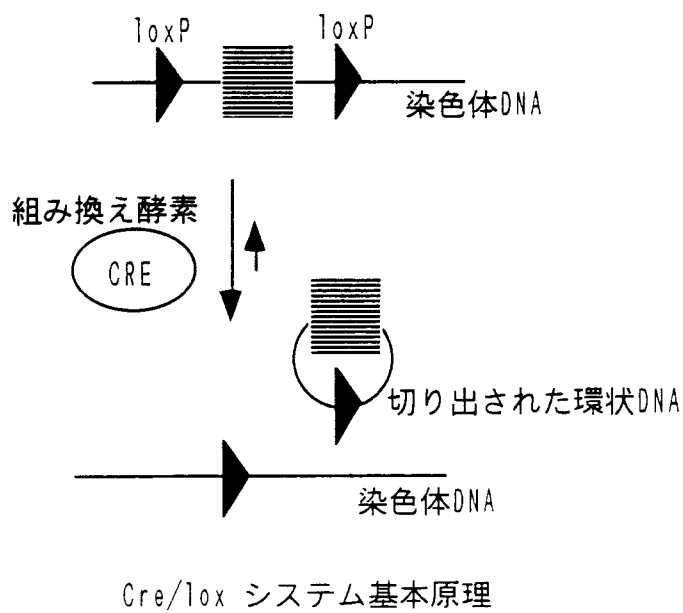 loxP
loxP
染色体DNA
組み換え酵素
CRE
切り出された環状DNA
染色体DNA
Cre/lox システム基本原理